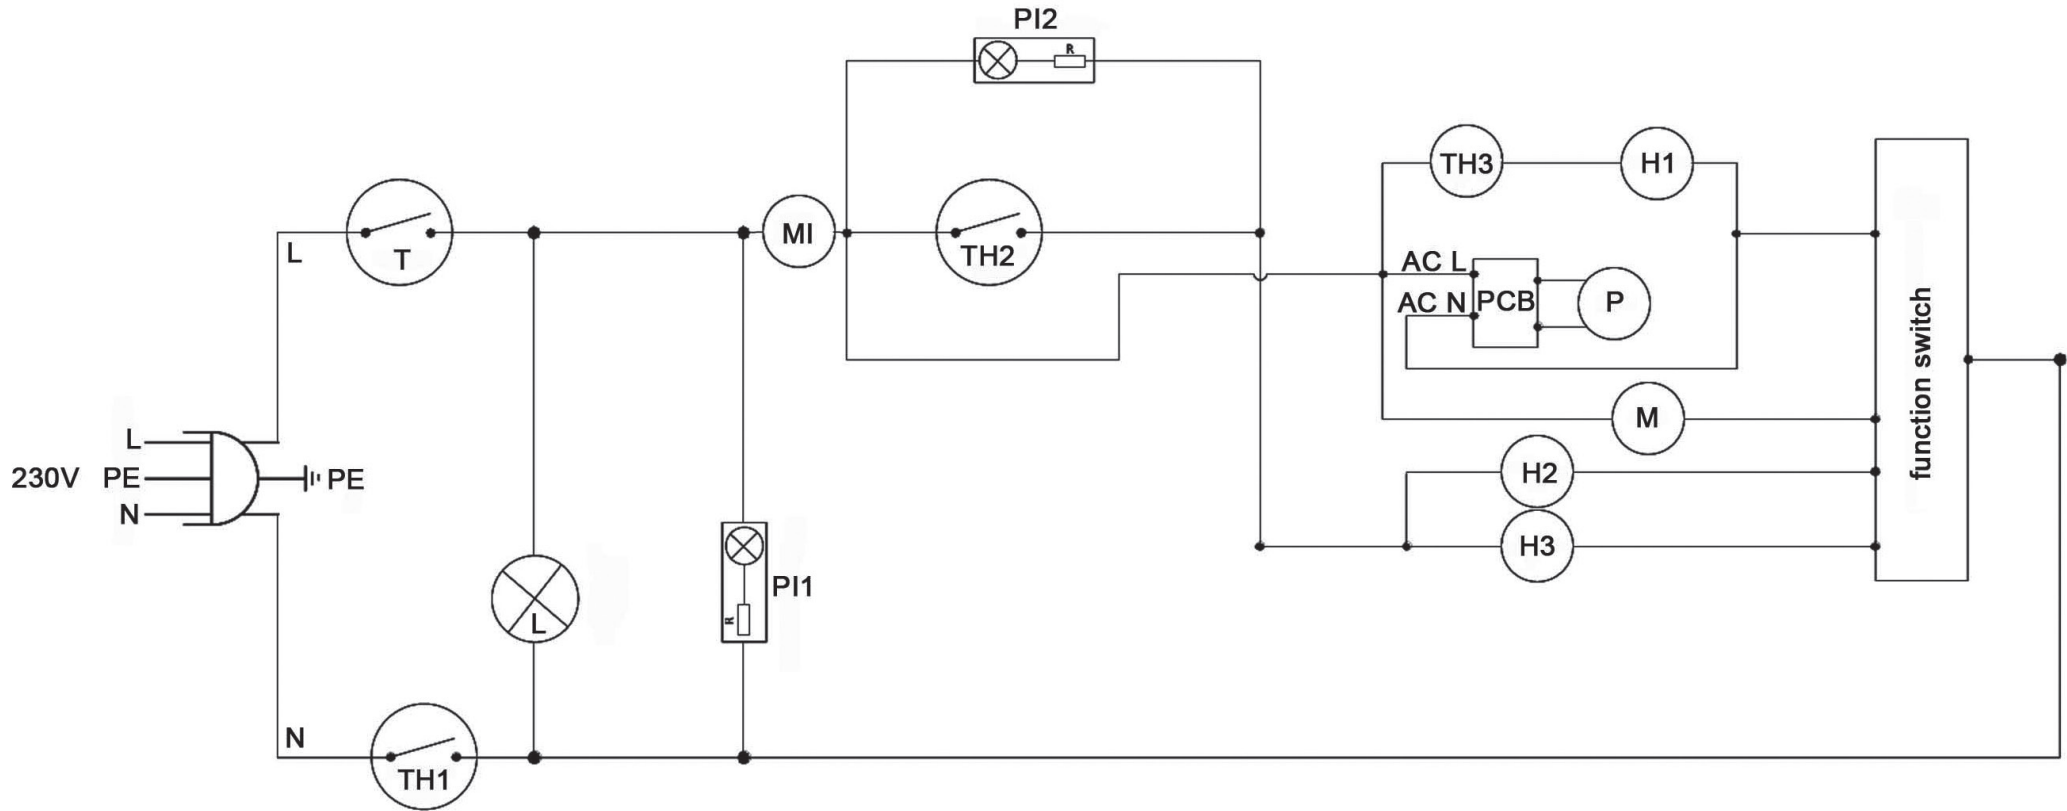 PI2
R
TH3
H1
MI
L
T
TH2
AC L
AC N
PCB
P
function switch
M
L
230V
PE
PE
N
H2
H3
L
R
PI1
N
TH1